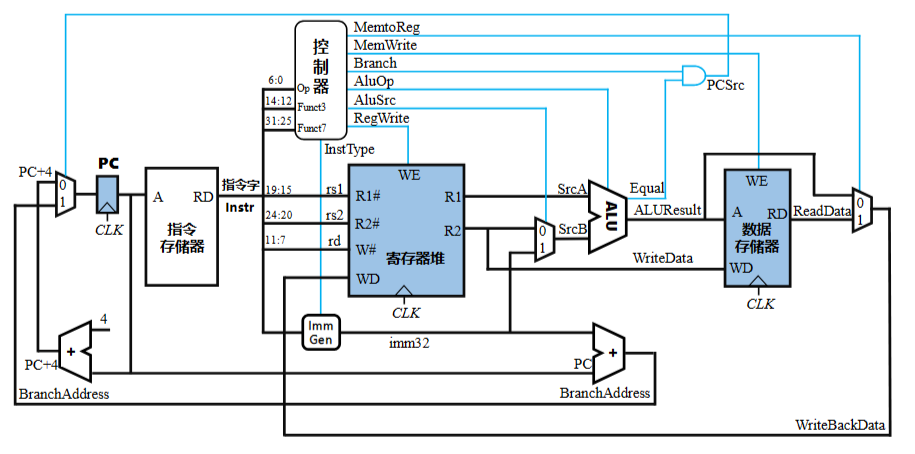 控制器
Op
Funct3
Funct7
6:0
14:12
31:25
MemtoReg
MemWrite
Branch
AluOp
AluSrc
RegWrite
InstType
PCSrc
PC+4
0
1
PC
CLK
A
RD
指令
存储器
指令字
Instr
19:15
24:20
11:7
rs1
rs2
rd
WE
R1#
R2#
W#
WD
R1
R2
寄存器堆
CLK
0
1
SrcA
SrcB
ALU
Equal
ALUResult
WriteData
WE
A
RD
数据
存储器
WD
CLK
ReadData
0
1
Imm
Gen
imm32
4
+
PC+4
PC
+
BranchAddress
BranchAddress
WriteBackData